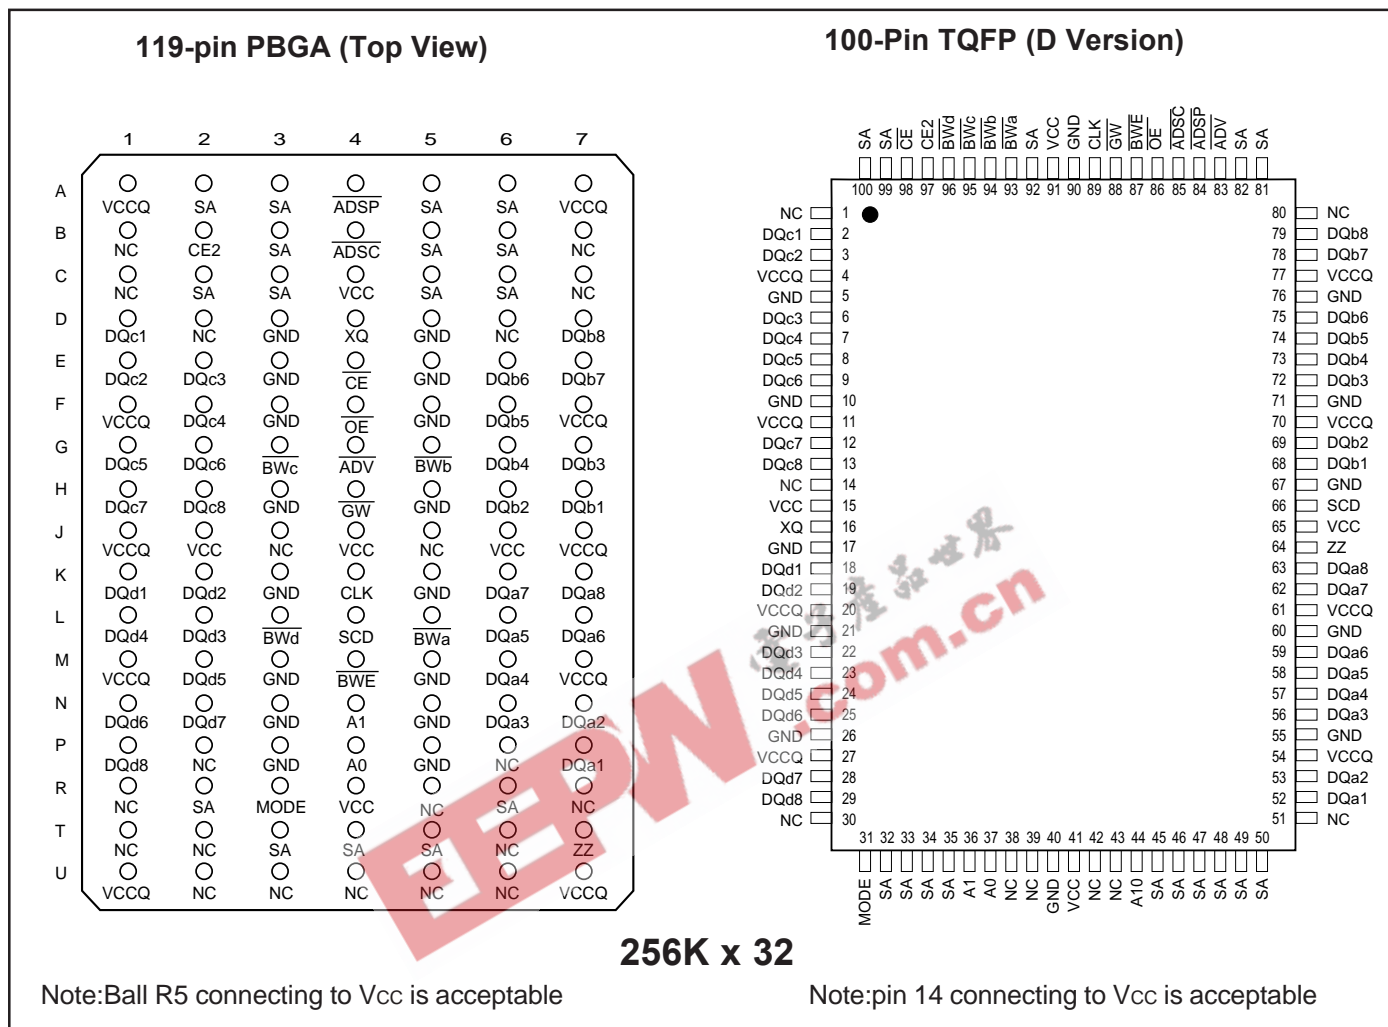 119-pin PBGA (Top View)
1 2 3 4 5 6 7
A
VCCQ SA SA ADSP SA SA VCCQ
B
NC CE2 SA ADSC SA SA NC
C
NC SA SA VCC SA SA NC
D
DQc1 NC GND XQ GND NC DQb8
E
DQc2 DQc3 GND CE GND DQb6 DQb7
F
VCCQ DQc4 GND OE GND DQb5 VCCQ
G
DQc5 DQc6 BWc ADV BWb DQb4 DQb3
H
DQc7 DQc8 GND GW GND DQb2 DQb1
J
VCCQ VCC NC VCC NC VCC VCCQ
K
DQd1 DQd2 GND CLK GND DQa7 DQa8
L
DQd4 DQd3 BWd SCD BWa DQa5 DQa6
M
VCCQ DQd5 GND BWE GND DQa4 VCCQ
N
DQd6 DQd7 GND A1 GND DQa3 DQa2
P
DQd8 NC GND A0 GND NC DQa1
R
NC SA MODE VCC NC SA NC
T
NC NC SA SA SA NC ZZ
U
VCCQ NC NC NC NC NC VCCQ
100-Pin TQFP (D Version)
SA SA CE CE2 BWd BWc BWb BWa SA VCC GND CLK GW BWE OE ADSC ADSP ADV SA SA
100 99 98 97 96 95 94 93 92 91 90 89 88 87 86 85 84 83 82 81
NC 1 80 NC
DQc1 2 79 DQb8
DQc2 3 78 DQb7
VCCQ 4 77 VCCQ
GND 5 76 GND
DQc3 6 75 DQb6
DQc4 7 74 DQb5
DQc5 8 73 DQb4
DQc6 9 72 DQb3
GND 10 71 GND
VCCQ 11 70 VCCQ
DQc7 12 69 DQb2
DQc8 13 68 DQb1
NC 14 67 GND
VCC 15 66 SCD
XQ 16 65 VCC
GND 17 64 ZZ
DQd1 18 63 DQa8
DQd2 19 62 DQa7
VCCQ 20 61 VCCQ
GND 21 60 GND
DQd3 22 59 DQa6
DQd4 23 58 DQa5
DQd5 24 57 DQa4
DQd6 25 56 DQa3
GND 26 55 GND
VCCQ 27 54 VCCQ
DQd7 28 53 DQa2
DQd8 29 52 DQa1
NC 30 51 NC
31 32 33 34 35 36 37 38 39 40 41 42 43 44 45 46 47 48 49 50
MODE SA SA SA SA A1 A0 NC NC GND VCC NC NC A10 SA SA SA SA SA SA
EEPW .com.cn
電子產品世界
256K x 32
Note:Ball R5 connecting to Vcc is acceptable
Note:pin 14 connecting to Vcc is acceptable